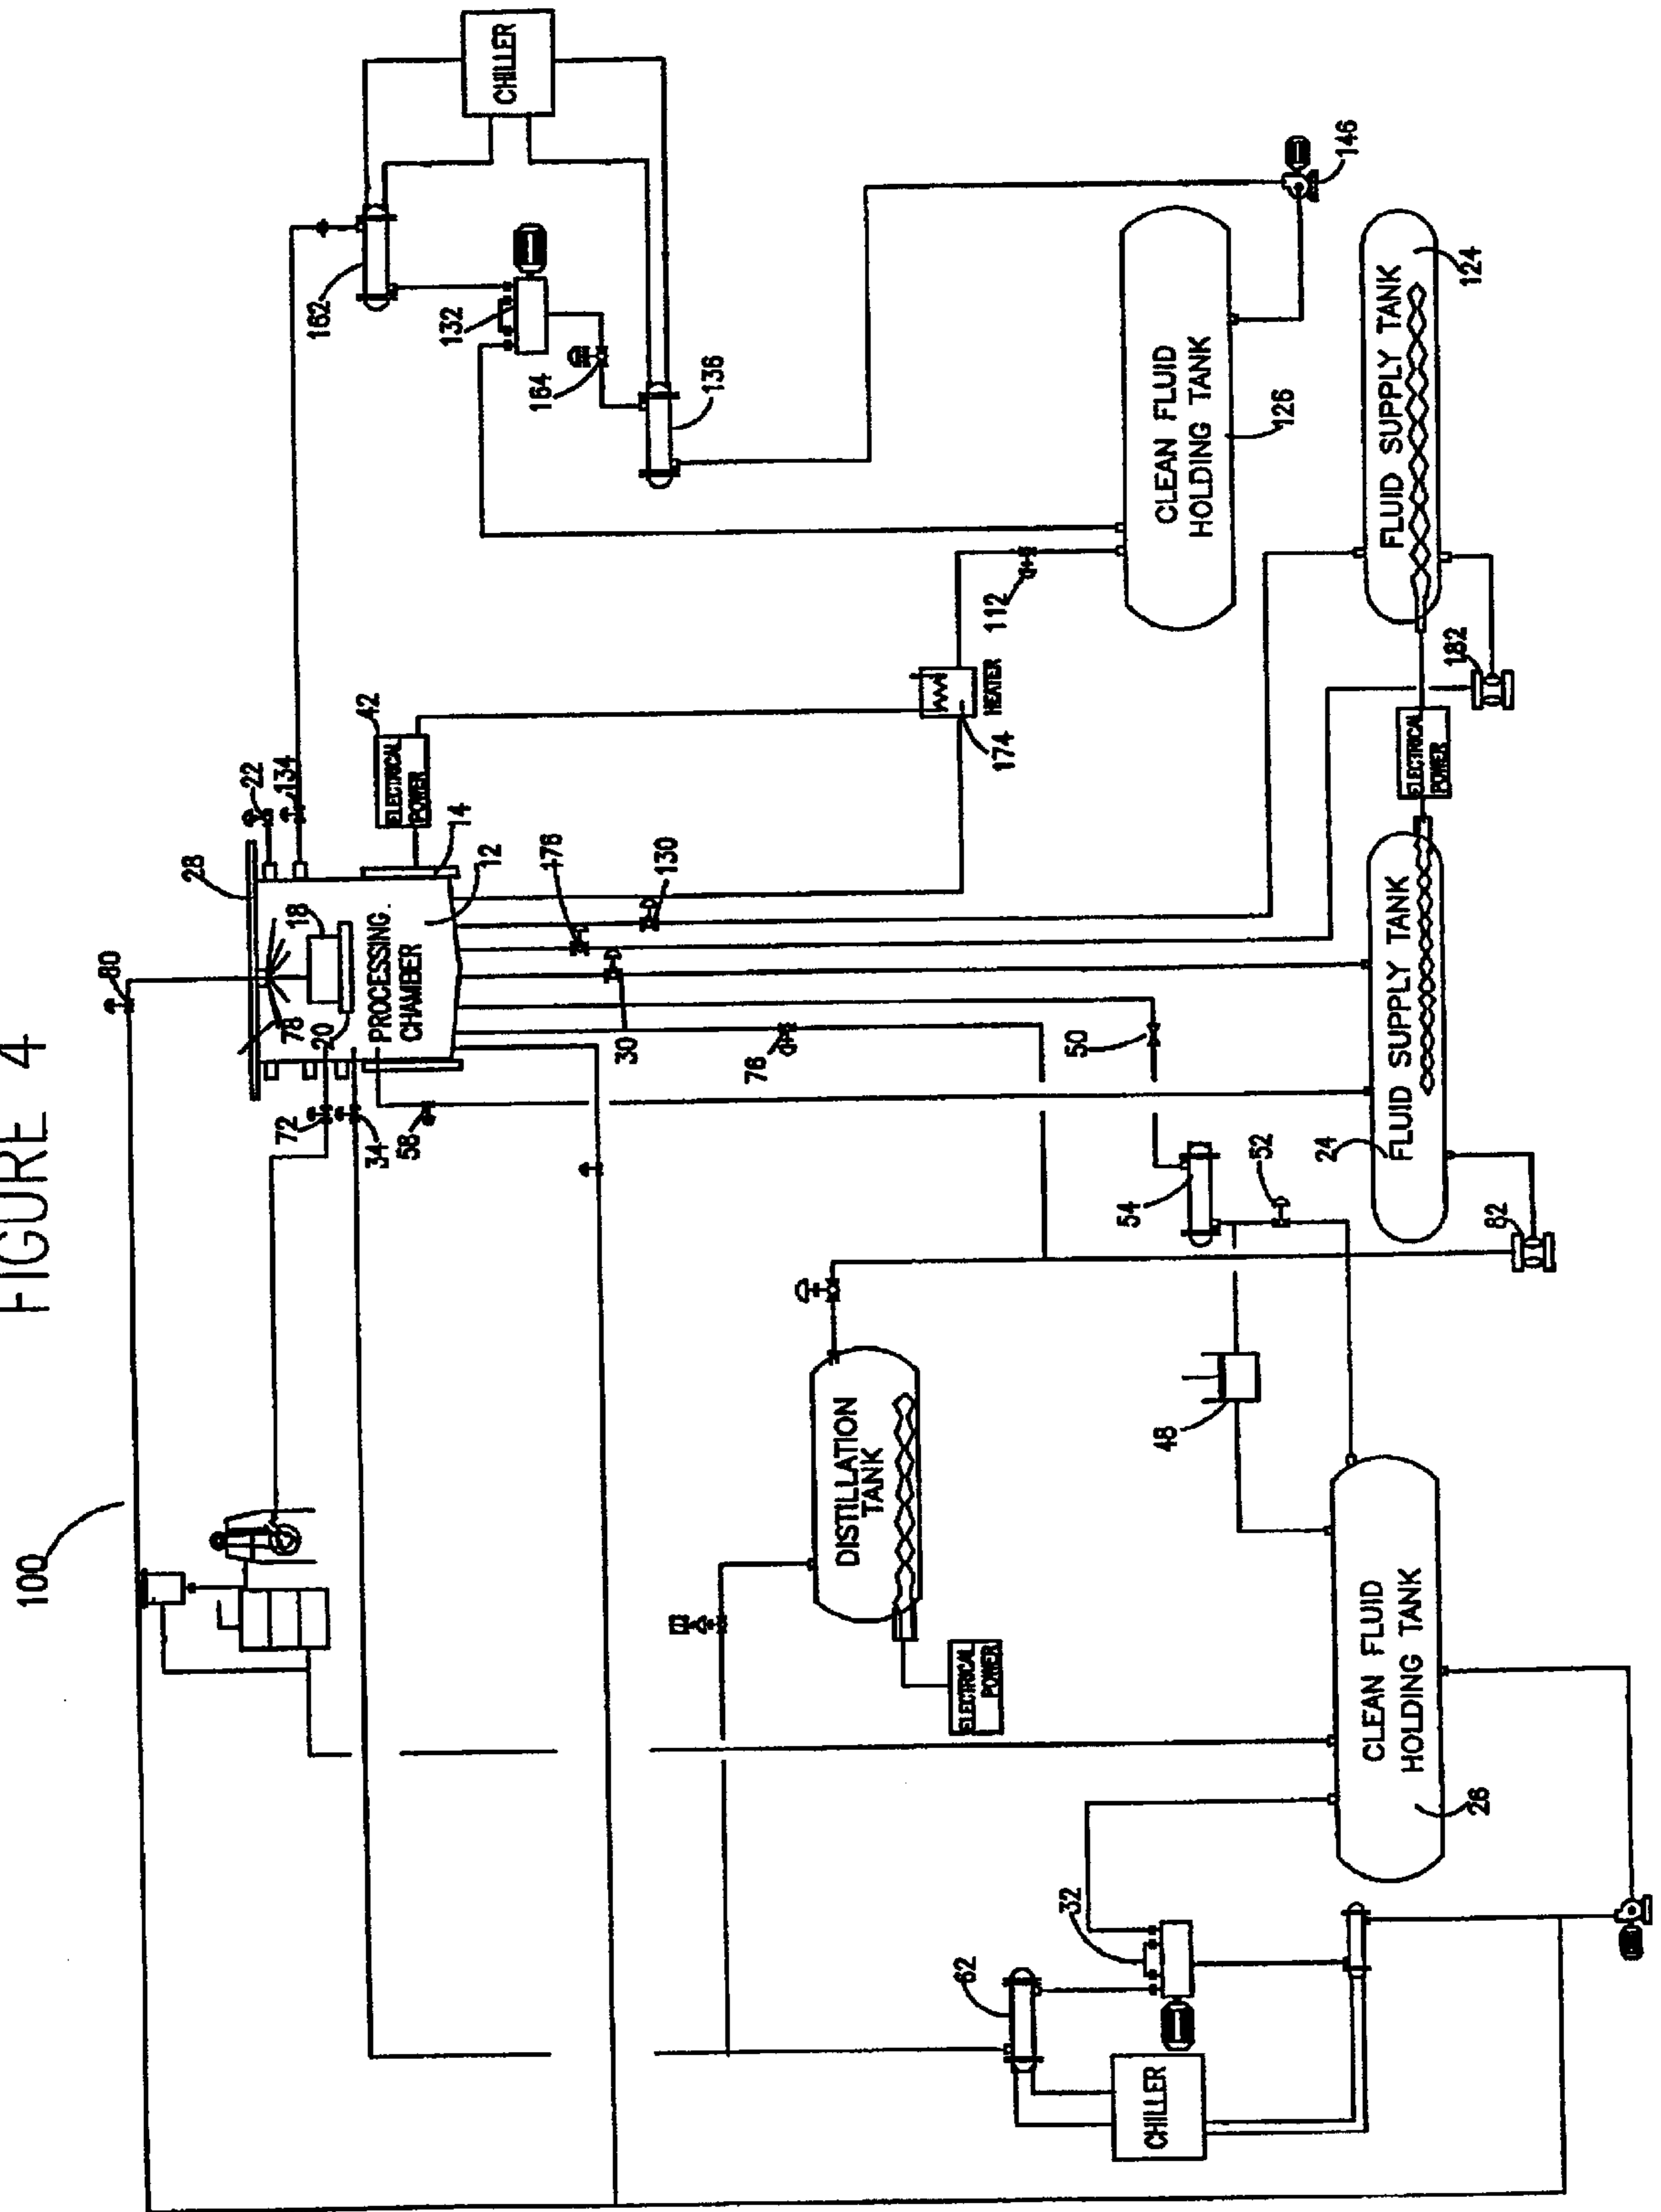 FIGURE 4
100
80
28
78
18
20
22
134
72
34
58
PROCESSING
CHAMBER
12
14
42
ELECTRICAL
POWER
162
CHILLER
132
164
136
176
130
30
76
50
174
HEATER
112
CLEAN FLUID
HOLDING TANK
126
146
DISTILLATION
TANK
ELECTRICAL
POWER
54
52
48
24
FLUID SUPPLY TANK
82
ELECTRICAL
POWER
182
FLUID SUPPLY TANK
124
62
32
CHILLER
CLEAN FLUID
HOLDING TANK
26